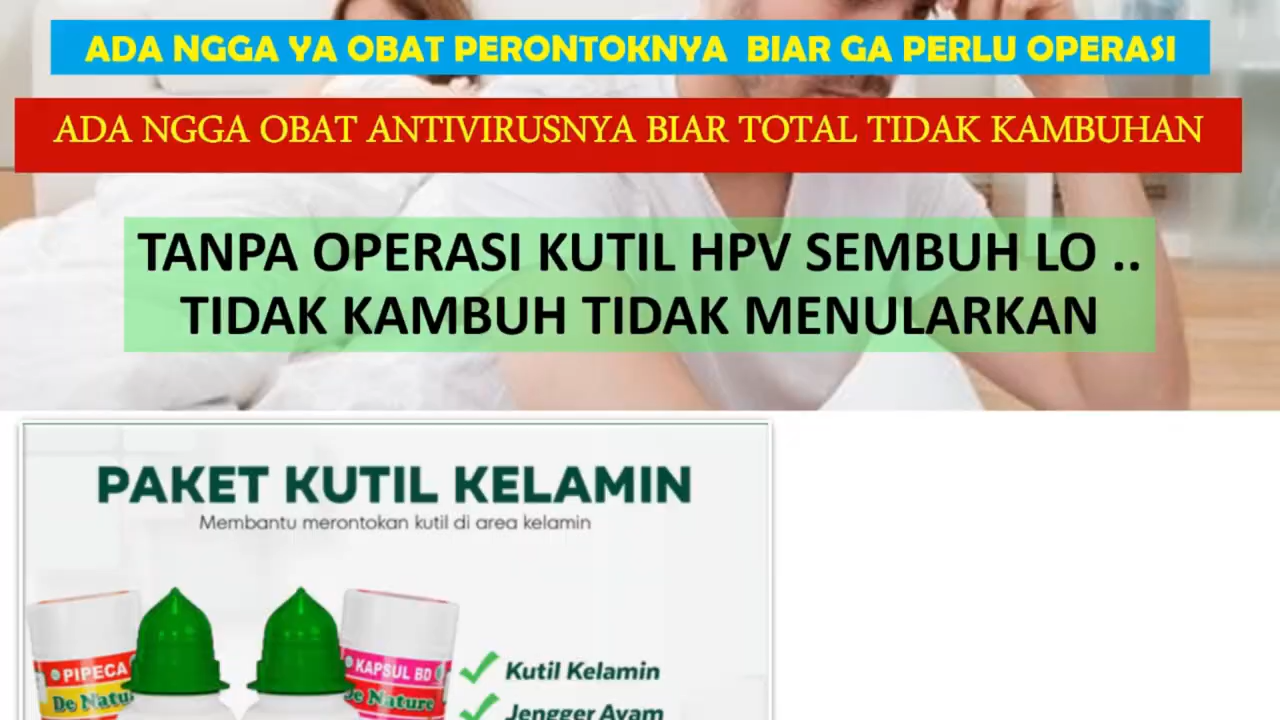 ADA NGGA YA OBAT PERONTOKNYA BIAR GA PERLU OPERASI
ADA NGGA OBAT ANTIVIRUSNYA BIAR TOTAL TIDAK KAMBUHAN
TANPA OPERASI KUTIL HPV SEMBUH LO ..
TIDAK KAMBUH TIDAK MENULARKAN
PAKET KUTIL KELAMIN
Membantu merontokan kutil di area kelamin
PIPECA
De Natu
KAPSUL BD
De Nature
Kutil Kelamin
Jengger Ayam